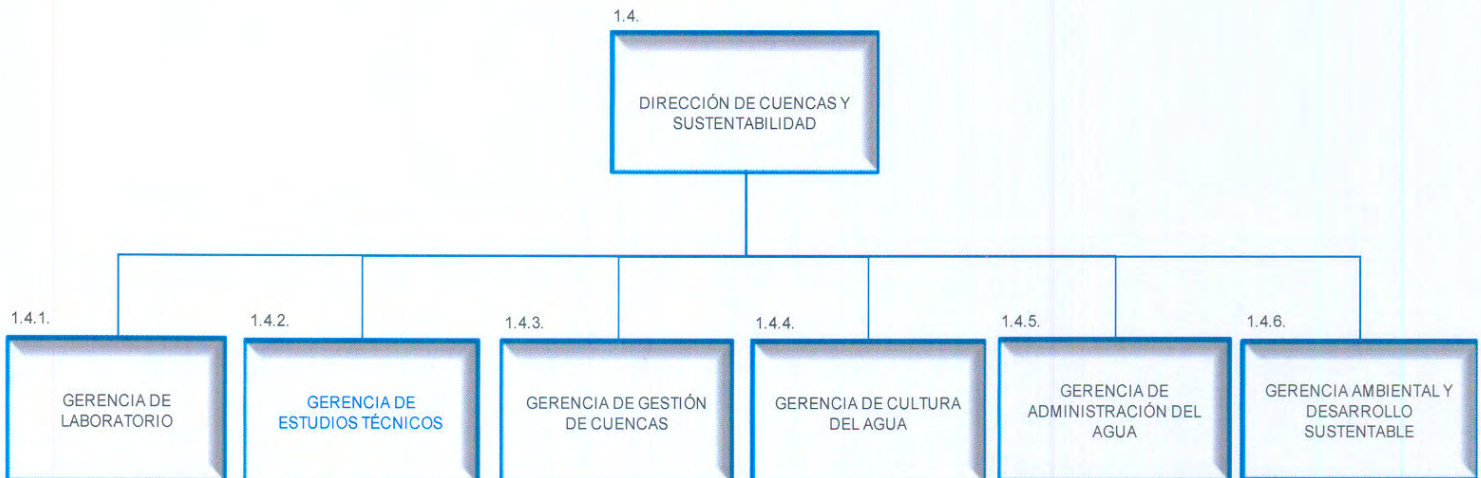 1.4.
DIRECCIÓN DE CUENCAS Y
SUSTENTABILIDAD
1.4.1.
GERENCIA DE
LABORATORIO
1.4.2.
GERENCIA DE
ESTUDIOS TÉCNICOS
1.4.3.
GERENCIA DE GESTIÓN
DE CUENCAS
1.4.4.
GERENCIA DE CULTURA
DEL AGUA
1.4.5.
GERENCIA DE
ADMINISTRACIÓN DEL
AGUA
1.4.6.
GERENCIA AMBIENTAL Y
DESARROLLO
SUSTENTABLE